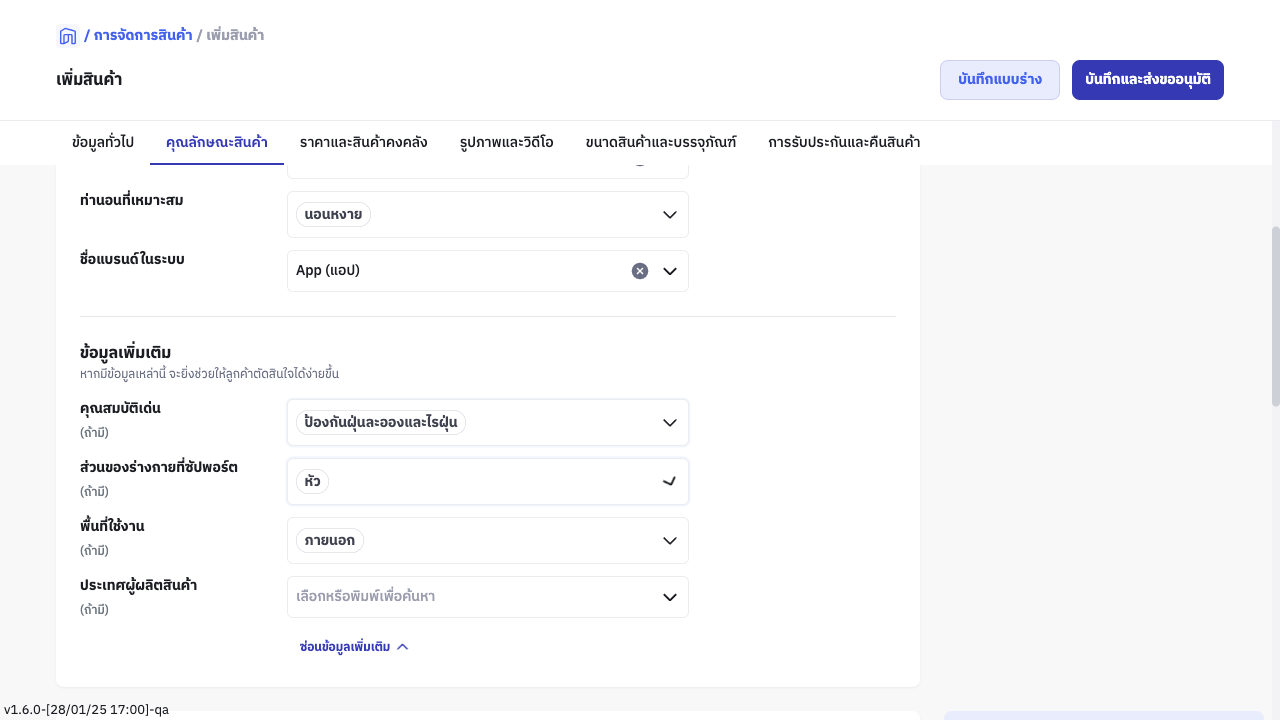 / การจัดการสินค้า / เพิ่มสินค้า
เพิ่มสินค้า
บันทึกแบบร่าง
บันทึกและส่งขออนุมัติ
ข้อมูลทั่วไป
คุณลักษณะสินค้า
ราคาและสินค้าคงคลัง
รูปภาพและวิดีโอ
ขนาดสินค้าและบรรจุภัณฑ์
การรับประกันและคืนสินค้า
ท่านอนที่เหมาะสม
นอนหงาย
ชื่อแบรนด์ในระบบ
App (แอป)
ข้อมูลเพิ่มเติม
หากมีข้อมูลเหล่านี้ จะยิ่งช่วยให้ลูกค้าตัดสินใจได้ง่ายขึ้น
คุณสมบัติเด่น
(ถ้ามี)
ป้องกันฝุ่นละอองและไรฝุ่น
ส่วนของร่างกายที่ซัปพอร์ต
(ถ้ามี)
หัว
พื้นที่ใช้งาน
(ถ้ามี)
ภายนอก
ประเทศผู้ผลิตสินค้า
(ถ้ามี)
เลือกหรือพิมพ์เพื่อค้นหา
ซ่อนข้อมูลเพิ่มเติม
v1.6.0-[28/01/25 17:00]-qa